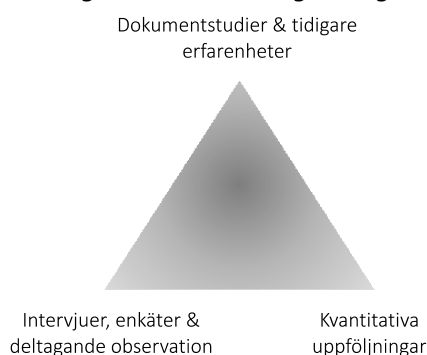 Dokumentstudier & tidigare
erfarenheter
Intervjuer, enkäter &
deltagande observation
Kvantitativa
uppföljningar